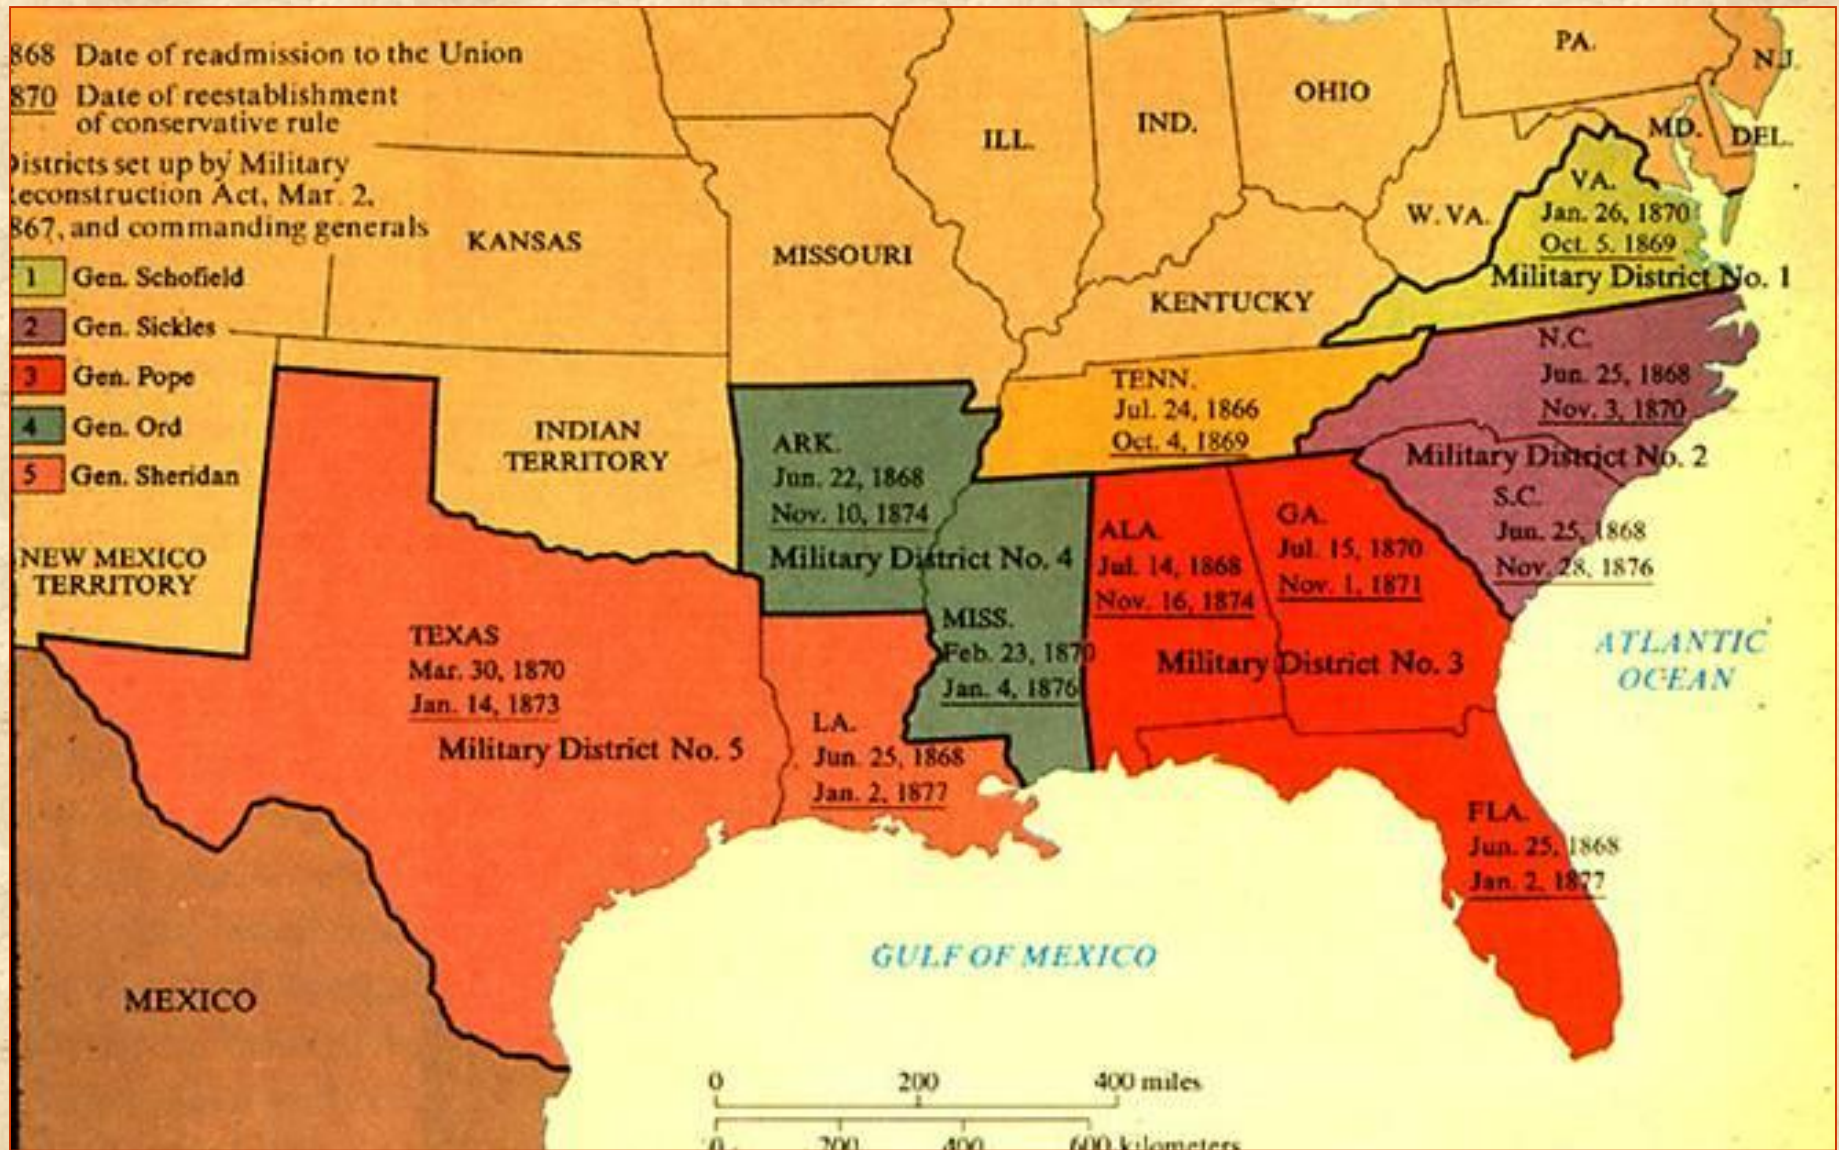 868 Date of readmission to the Union
870 Date of reestablishment
of conservative rule
Districts set up by Military
Reconstruction Act, Mar. 2,
867, and commanding generals
1 Gen. Schofield
2 Gen. Sickles
3 Gen. Pope
4 Gen. Ord
5 Gen. Sheridan
KANSAS
MISSOURI
ILL.
IND.
OHIO
PA.
N.J.
MD.
DEL.
W. VA.
KENTUCKY
VA.
Jan. 26, 1870
Oct. 5, 1869
Military District No. 1
N.C.
Jun. 25, 1868
Nov. 3, 1870
Military District No. 2
S.C.
Jun. 25, 1868
Nov. 28, 1876
TENN.
Jul. 24, 1866
Oct. 4, 1869
INDIAN
TERRITORY
ARK.
Jun. 22, 1868
Nov. 10, 1874
Military District No. 4
MISS.
Feb. 23, 1870
Jan. 4, 1876
ALA.
Jul. 14, 1868
Nov. 16, 1874
GA.
Jul. 15, 1870
Nov. 1, 1871
Military District No. 3
NEW MEXICO
TERRITORY
TEXAS
Mar. 30, 1870
Jan. 14, 1873
Military District No. 5
LA.
Jun. 25, 1868
Jan. 2, 1877
FLA.
Jun. 25, 1868
Jan. 2, 1877
ATLANTIC
OCEAN
GULF OF MEXICO
MEXICO
0 200 400 miles
0 200 400 600 kilometers